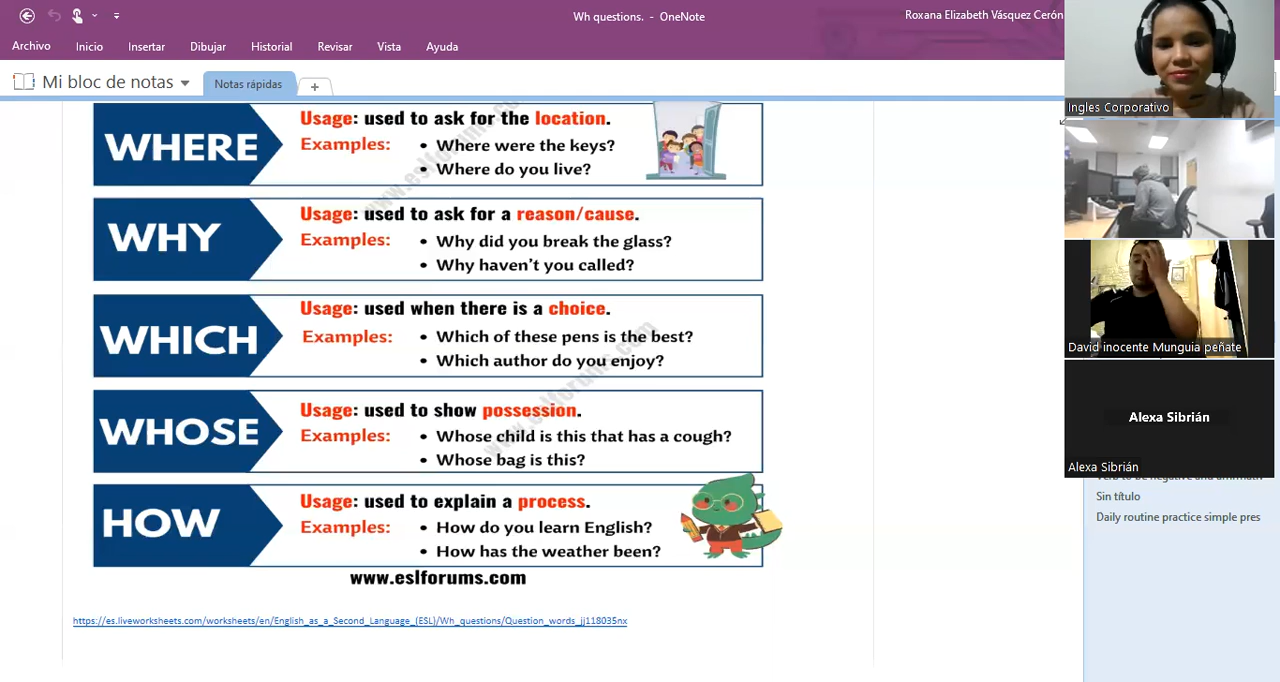 Wh questions. - OneNote
Roxana Elizabeth Vásquez Cerón
Archivo Inicio Insertar Dibujar Historial Revisar Vista Ayuda
Mi bloc de notas Notas rápidas +
WHERE
Usage: used to ask for the location.
Examples: • Where were the keys?
• Where do you live?
WHY
Usage: used to ask for a reason/cause.
Examples: • Why did you break the glass?
• Why haven't you called?
WHICH
Usage: used when there is a choice.
Examples: • Which of these pens is the best?
• Which author do you enjoy?
WHOSE
Usage: used to show possession.
Examples: • Whose child is this that has a cough?
• Whose bag is this?
HOW
Usage: used to explain a process.
Examples: • How do you learn English?
• How has the weather been?
www.eslforums.com
www.eslforums.com
www.eslforums.com
https://es.liveworksheets.com/worksheets/en/English_as_a_Second_Language_(ESL)/Wh_questions/Question_words_jj118035nx
Ingles Corporativo
David inocente Munguia peñate
Alexa Sibrián
Alexa Sibrián
Sin título
Daily routine practice simple pres